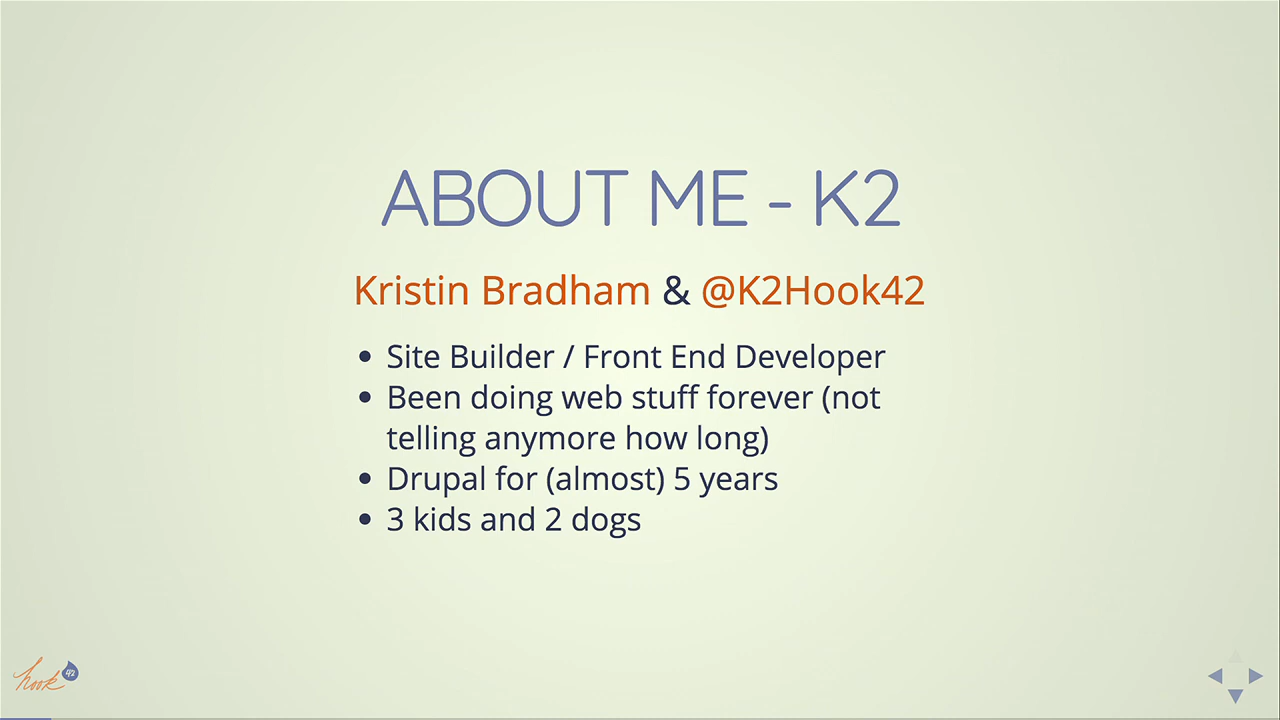 ABOUT ME - K2
Kristin Bradham & @K2Hook42
• Site Builder / Front End Developer
• Been doing web stuff forever (not
telling anymore how long)
• Drupal for (almost) 5 years
• 3 kids and 2 dogs
hook 42